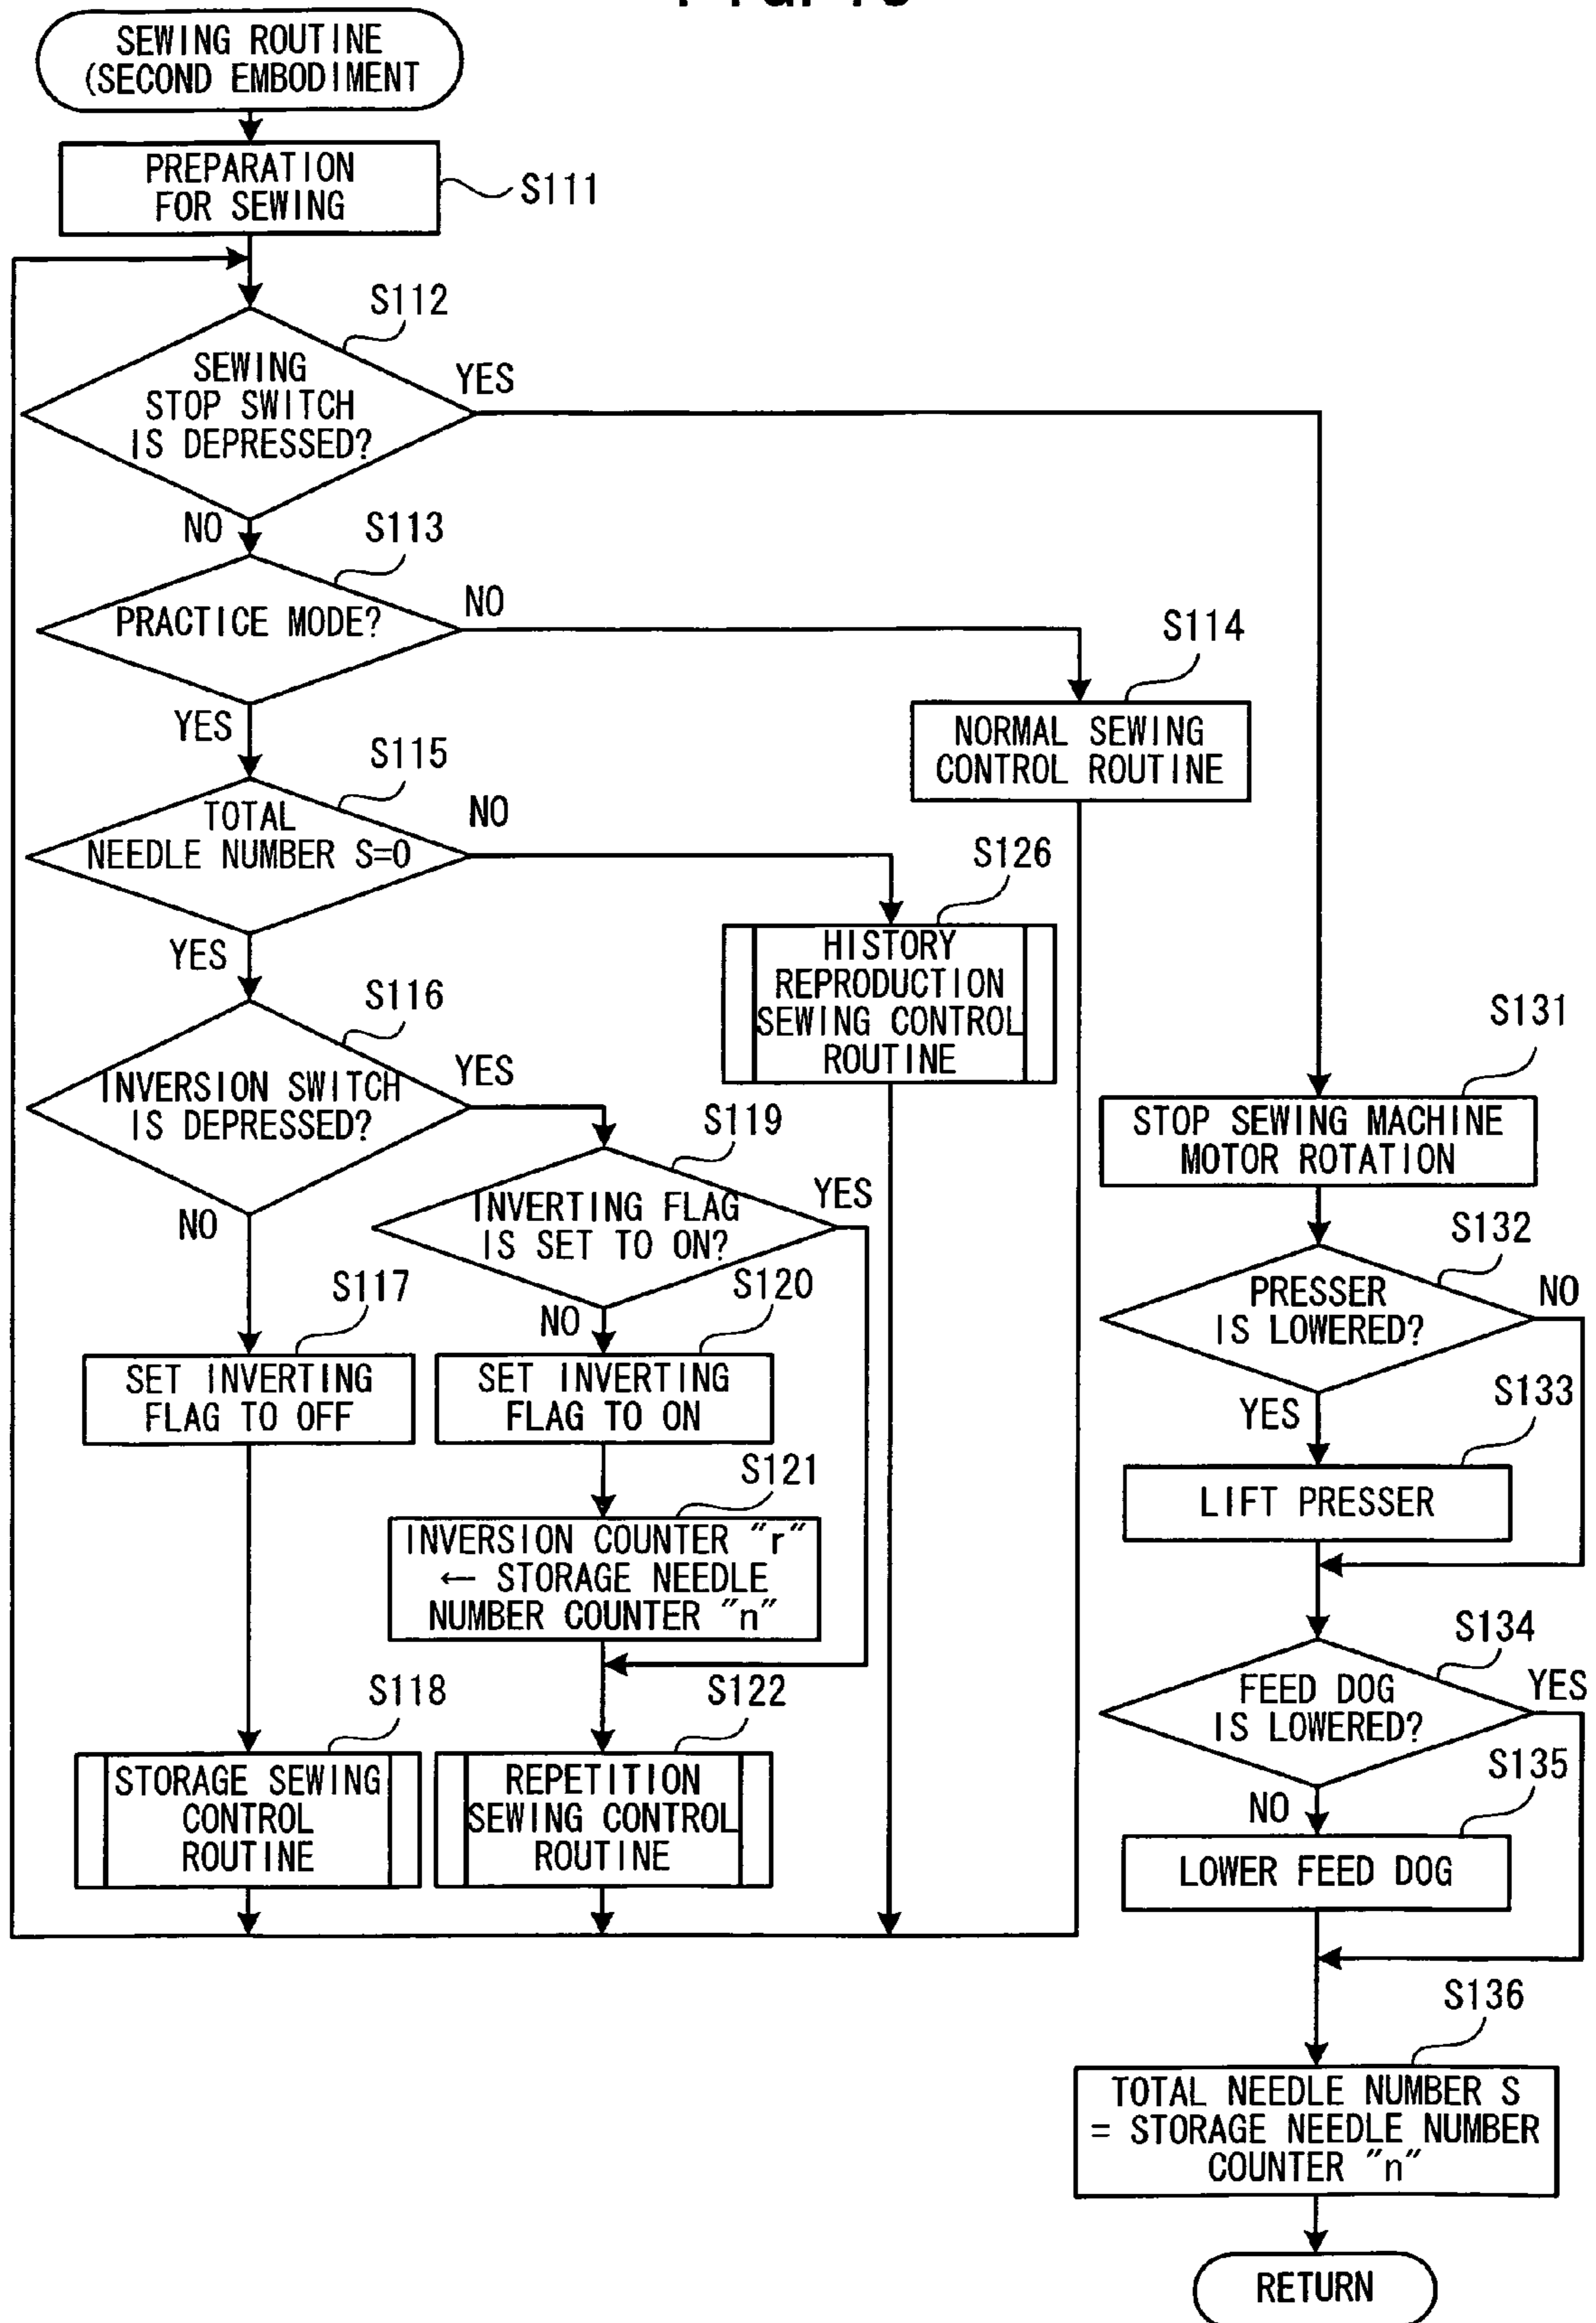 SEWING ROUTINE
(SECOND EMBODIMENT
PREPARATION
FOR SEWING
S111
S112
SEWING
STOP SWITCH
IS DEPRESSED?
YES
NO
S113
PRACTICE MODE?
NO
YES
S114
NORMAL SEWING
CONTROL ROUTINE
S115
TOTAL
NEEDLE NUMBER S=0
NO
YES
S126
HISTORY
REPRODUCTION
SEWING CONTROL
ROUTINE
S116
INVERSION SWITCH
IS DEPRESSED?
YES
NO
S119
INVERTING FLAG
IS SET TO ON?
YES
NO
S117
SET INVERTING
FLAG TO OFF
S120
SET INVERTING
FLAG TO ON
S121
INVERSION COUNTER "r"
← STORAGE NEEDLE
NUMBER COUNTER "n"
S118
STORAGE SEWING
CONTROL
ROUTINE
S122
REPETITION
SEWING CONTROL
ROUTINE
S131
STOP SEWING MACHINE
MOTOR ROTATION
S132
PRESSER
IS LOWERED?
NO
YES
S133
LIFT PRESSER
S134
FEED DOG
IS LOWERED?
YES
NO
S135
LOWER FEED DOG
S136
TOTAL NEEDLE NUMBER S
= STORAGE NEEDLE NUMBER
COUNTER "n"
RETURN